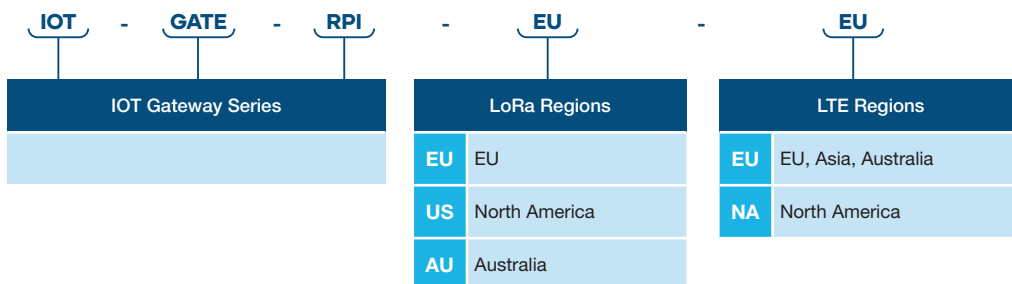 IOT - GATE - RPI - EU - EU
IOT Gateway Series
LoRa Regions
EU EU
US North America
AU Australia
LTE Regions
EU EU, Asia, Australia
NA North America